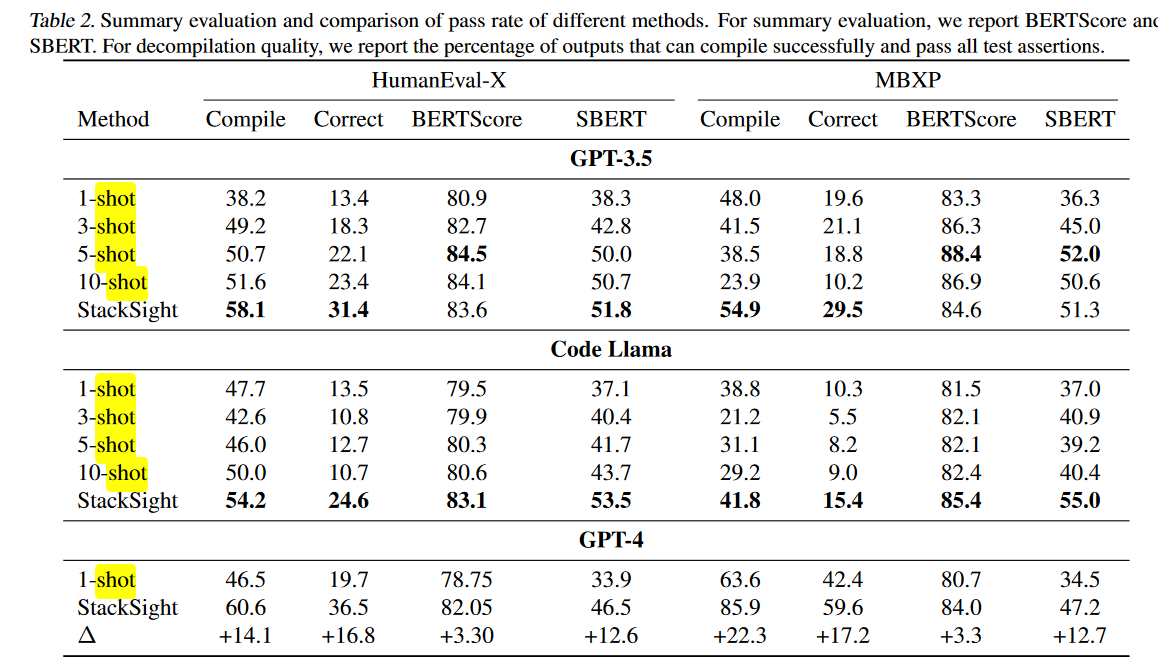 Table 2. Summary evaluation and comparison of pass rate of different methods. For summary evaluation, we report BERTScore and
SBERT. For decompilation quality, we report the percentage of outputs that can compile successfully and pass all test assertions.
HumanEval-X MBXP
Method Compile Correct BERTScore SBERT Compile Correct BERTScore SBERT
GPT-3.5
1-shot 38.2 13.4 80.9 38.3 48.0 19.6 83.3 36.3
3-shot 49.2 18.3 82.7 42.8 41.5 21.1 86.3 45.0
5-shot 50.7 22.1 84.5 50.0 38.5 18.8 88.4 52.0
10-shot 51.6 23.4 84.1 50.7 23.9 10.2 86.9 50.6
StackSight 58.1 31.4 83.6 51.8 54.9 29.5 84.6 51.3
Code Llama
1-shot 47.7 13.5 79.5 37.1 38.8 10.3 81.5 37.0
3-shot 42.6 10.8 79.9 40.4 21.2 5.5 82.1 40.9
5-shot 46.0 12.7 80.3 41.7 31.1 8.2 82.1 39.2
10-shot 50.0 10.7 80.6 43.7 29.2 9.0 82.4 40.4
StackSight 54.2 24.6 83.1 53.5 41.8 15.4 85.4 55.0
GPT-4
1-shot 46.5 19.7 78.75 33.9 63.6 42.4 80.7 34.5
StackSight 60.6 36.5 82.05 46.5 85.9 59.6 84.0 47.2
Δ +14.1 +16.8 +3.30 +12.6 +22.3 +17.2 +3.3 +12.7